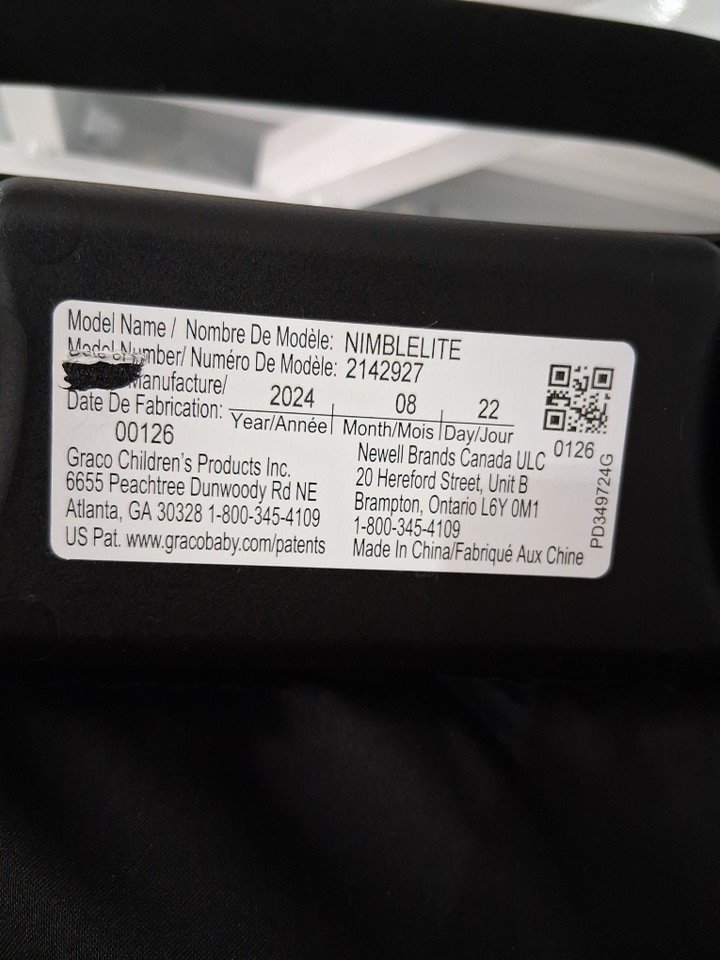 Model Name / Nombre De Modèle: NIMBLELITE
Model Number/ Numéro De Modèle: 2142927
Manufacture/
Date De Fabrication: 2024 08 22
Year/Année Month/Mois Day/Jour
00126
Graco Children's Products Inc.
6655 Peachtree Dunwoody Rd NE
Atlanta, GA 30328 1-800-345-4109
US Pat. www.gracobaby.com/patents
Newell Brands Canada ULC
20 Hereford Street, Unit B
Brampton, Ontario L6Y 0M1
1-800-345-4109
Made In China/Fabriqué Aux Chine
0126
PD349724G